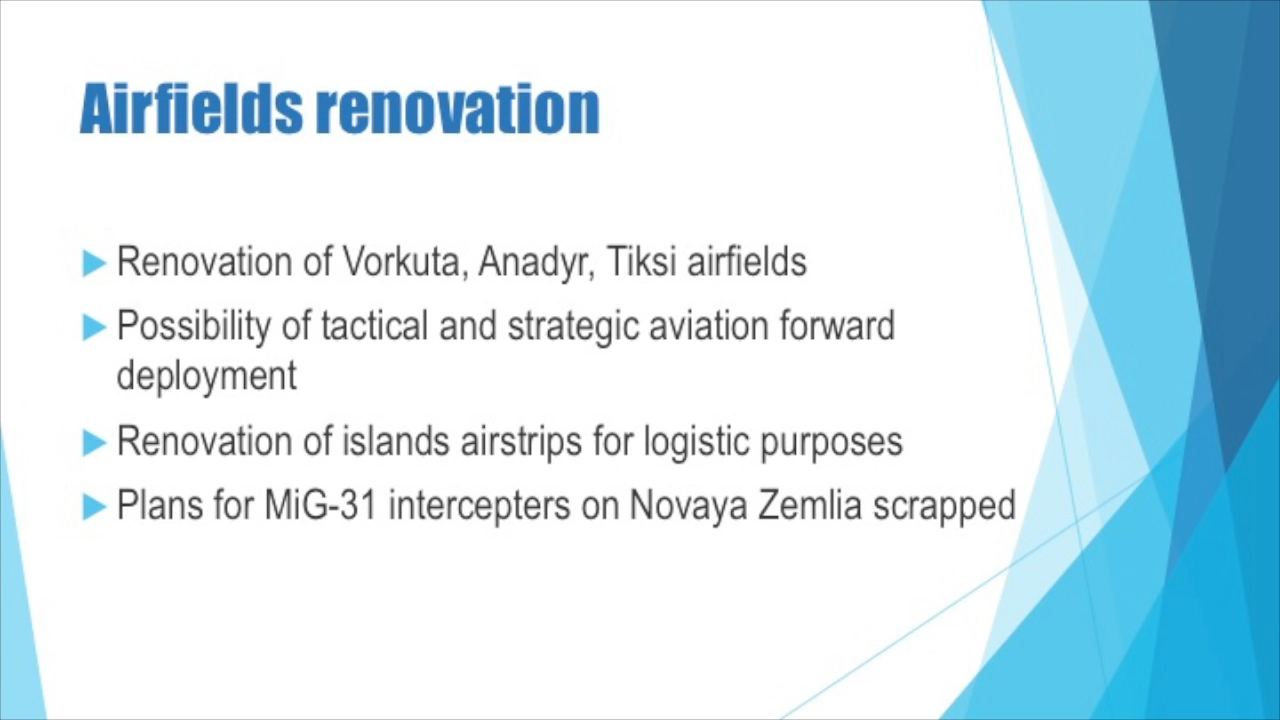 Airfields renovation
Renovation of Vorkuta, Anadyr, Tiksi airfields
Possibility of tactical and strategic aviation forward
deployment
Renovation of islands airstrips for logistic purposes
Plans for MiG-31 intercepters on Novaya Zemlia scrapped